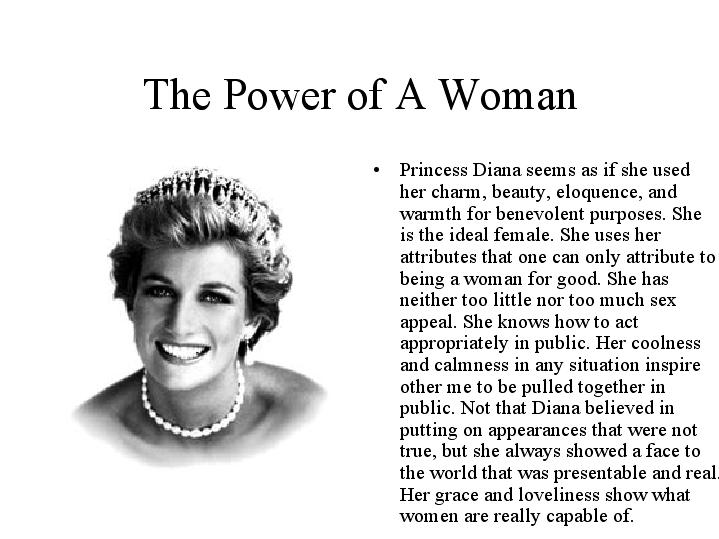 The Power of A Woman
• Princess Diana seems as if she used
her charm, beauty, eloquence, and
warmth for benevolent purposes. She
is the ideal female. She uses her
attributes that one can only attribute to
being a woman for good. She has
neither too little nor too much sex
appeal. She knows how to act
appropriately in public. Her coolness
and calmness in any situation inspire
other me to be pulled together in
public. Not that Diana believed in
putting on appearances that were not
true, but she always showed a face to
the world that was presentable and real.
Her grace and loveliness show what
women are really capable of.